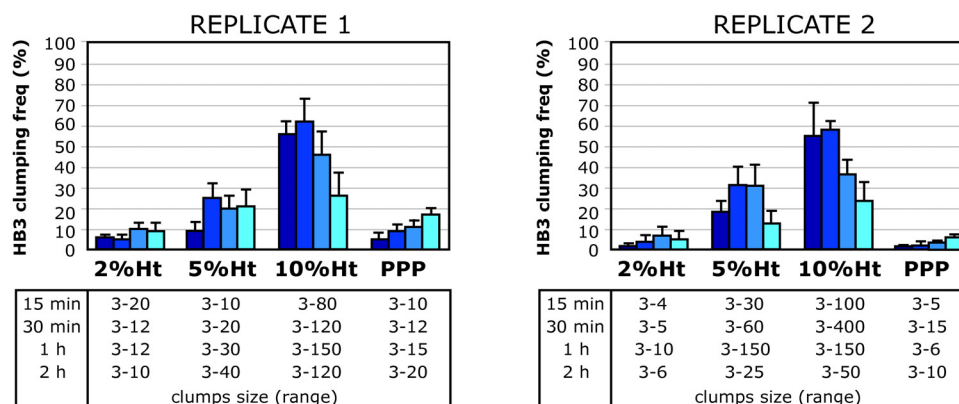 REPLICATE 1
HB3 clumping freq (%)
100
90
80
70
60
50
40
30
20
10
0
2%Ht 5%Ht 10%Ht PPP
15 min 3-20 3-10 3-80 3-10
30 min 3-12 3-20 3-120 3-12
1 h 3-12 3-30 3-150 3-15
2 h 3-10 3-40 3-120 3-20
clumps size (range)
REPLICATE 2
HB3 clumping freq (%)
100
90
80
70
60
50
40
30
20
10
0
2%Ht 5%Ht 10%Ht PPP
15 min 3-4 3-30 3-100 3-5
30 min 3-5 3-60 3-400 3-15
1 h 3-10 3-150 3-150 3-6
2 h 3-6 3-25 3-50 3-10
clumps size (range)